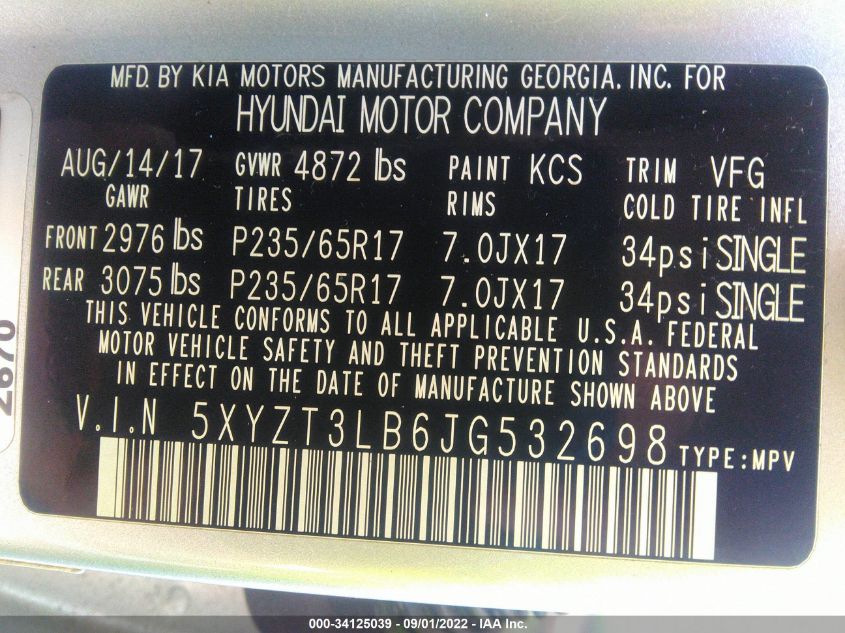 MFD. BY KIA MOTORS MANUFACTURING GEORGIA, INC. FOR
HYUNDAI MOTOR COMPANY
AUG/14/17 GVWR 4872 lbs PAINT KCS TRIM VFG
GAWR TIRES RIMS COLD TIRE INFL
FRONT 2976 lbs P235/65R17 7.0JX17 34psi SINGLE
REAR 3075 lbs P235/65R17 7.0JX17 34psi SINGLE
THIS VEHICLE CONFORMS TO ALL APPLICABLE U.S.A. FEDERAL
MOTOR VEHICLE SAFETY AND THEFT PREVENTION STANDARDS
IN EFFECT ON THE DATE OF MANUFACTURE SHOWN ABOVE
V.I.N 5XYZT3LB6JG532698 TYPE:MPV
000-34125039 - 09/01/2022 - IAA Inc.